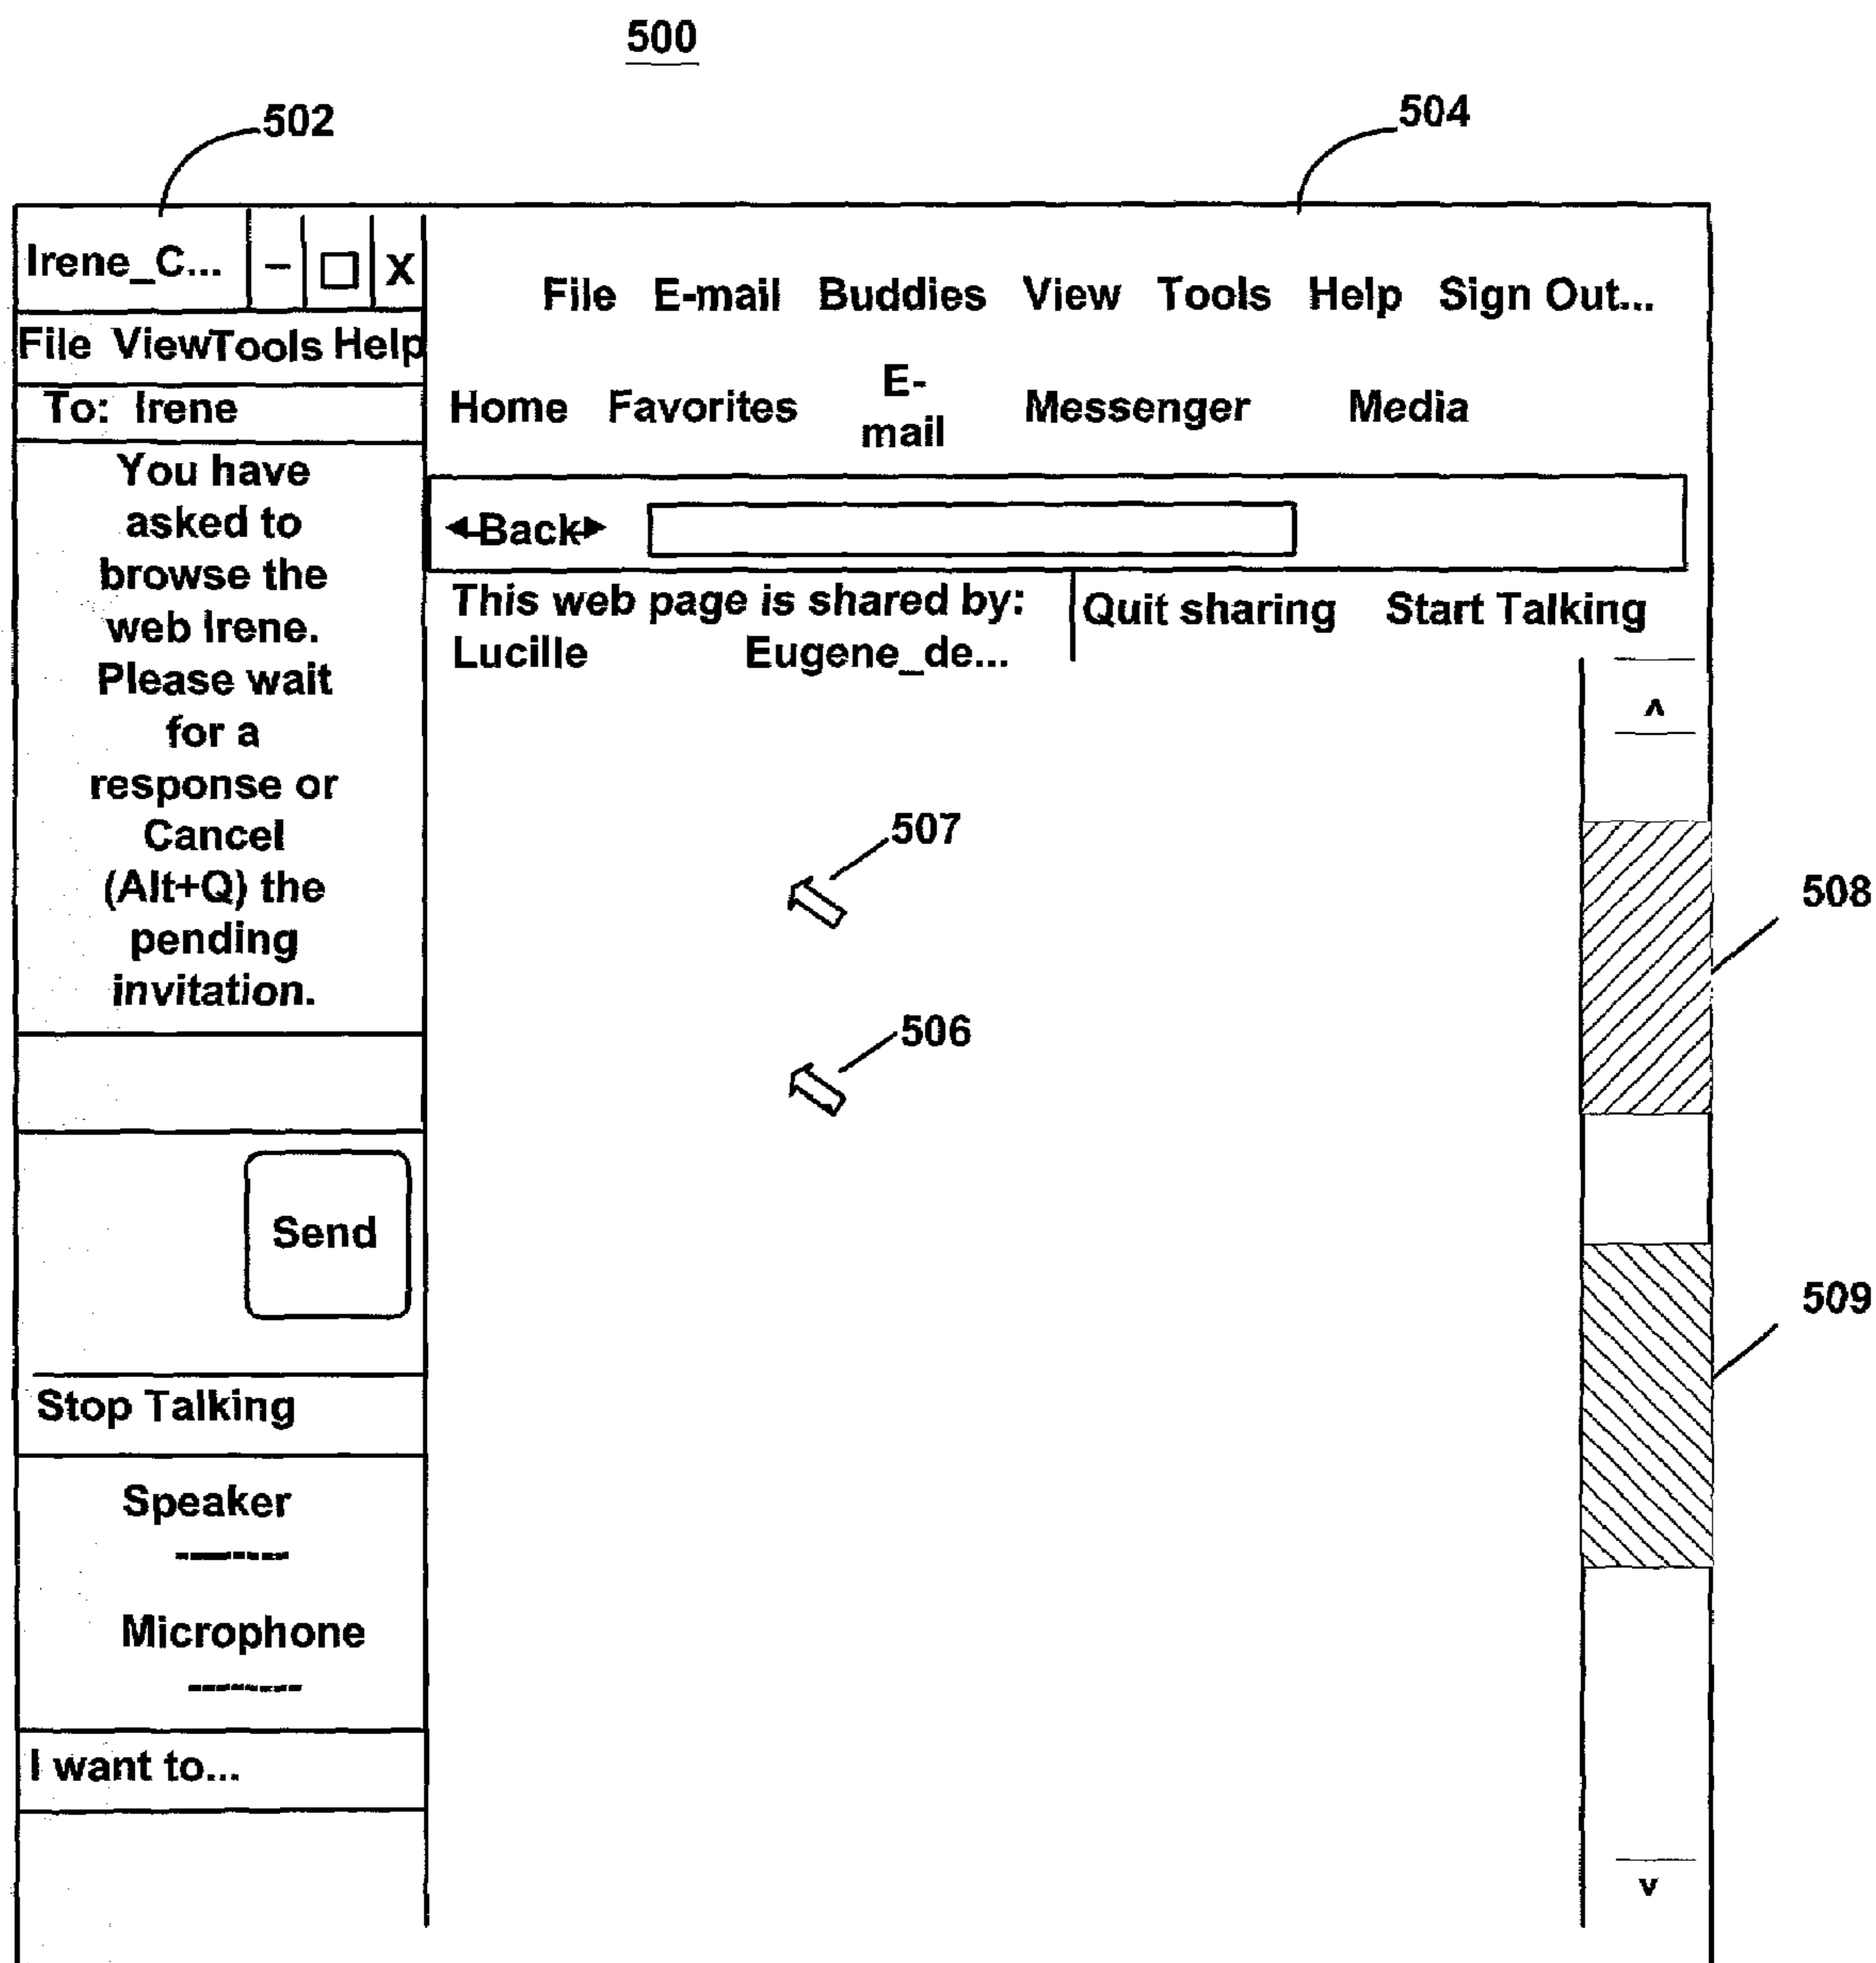 500
502
504
Irene_C... – □ X
File ViewTools Help
To: Irene
You have
asked to
browse the
web Irene.
Please wait
for a
response or
Cancel
(Alt+Q) the
pending
invitation.
Send
Stop Talking
Speaker
Microphone
I want to...
File E-mail Buddies View Tools Help Sign Out...
Home Favorites E-
mail Messenger Media
Back
This web page is shared by:
Lucille Eugene_de...
Quit sharing Start Talking
^
507
506
508
509
v